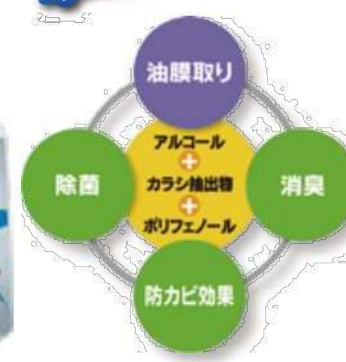 油膜取り
アルコール
+
カラシ抽出物
+
ポリフェノール
除菌
消臭
防カビ効果